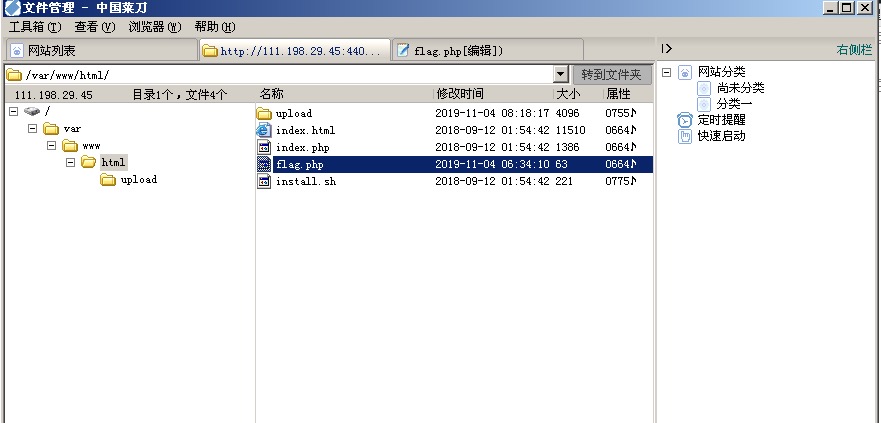 文件管理 - 中国菜刀
工具箱(T) 查看(V) 浏览器(W) 帮助(H)
网站列表 http://111.198.29.45:440... flag.php[编辑]) 右侧栏
/var/www/html/ 转到文件夹
111.198.29.45 目录1个,文件4个 名称 修改时间 大小 属性
/
var
www
html
upload
upload 2019-11-04 08:18:17 4096 0755♪
index.html 2018-09-12 01:54:42 11510 0664♪
index.php 2018-09-12 01:54:42 1386 0664♪
flag.php 2019-11-04 06:34:10 63 0664♪
install.sh 2018-09-12 01:54:42 221 0775♪
网站分类
尚未分类
分类一
定时提醒
快速启动